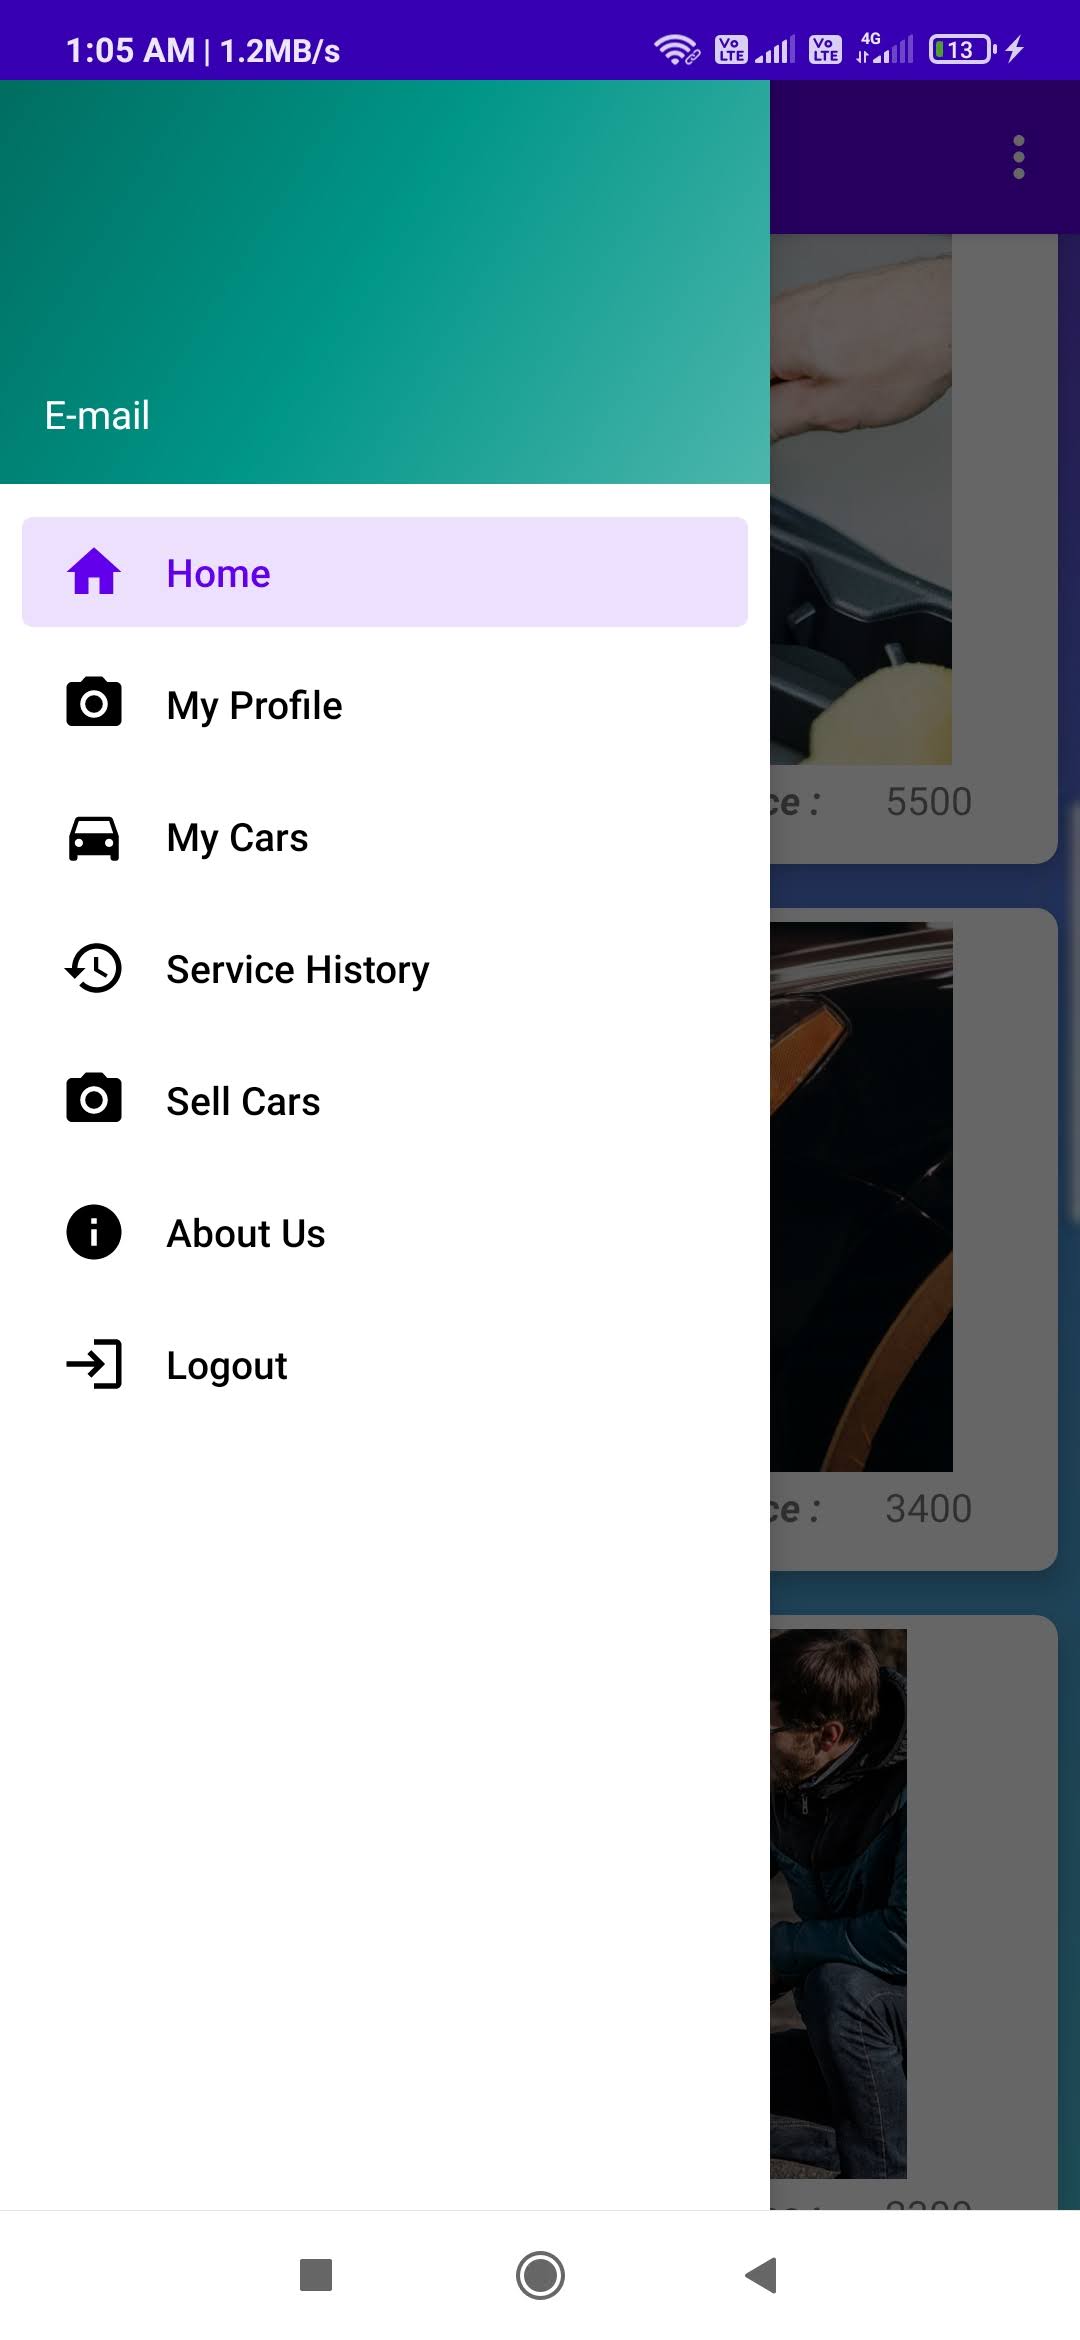 1:05 AM | 1.2MB/s Vo LTE Vo LTE 4G 13
E-mail
Home
My Profile
ce : 5500
My Cars
Service History
Sell Cars
About Us
Logout
ce : 3400